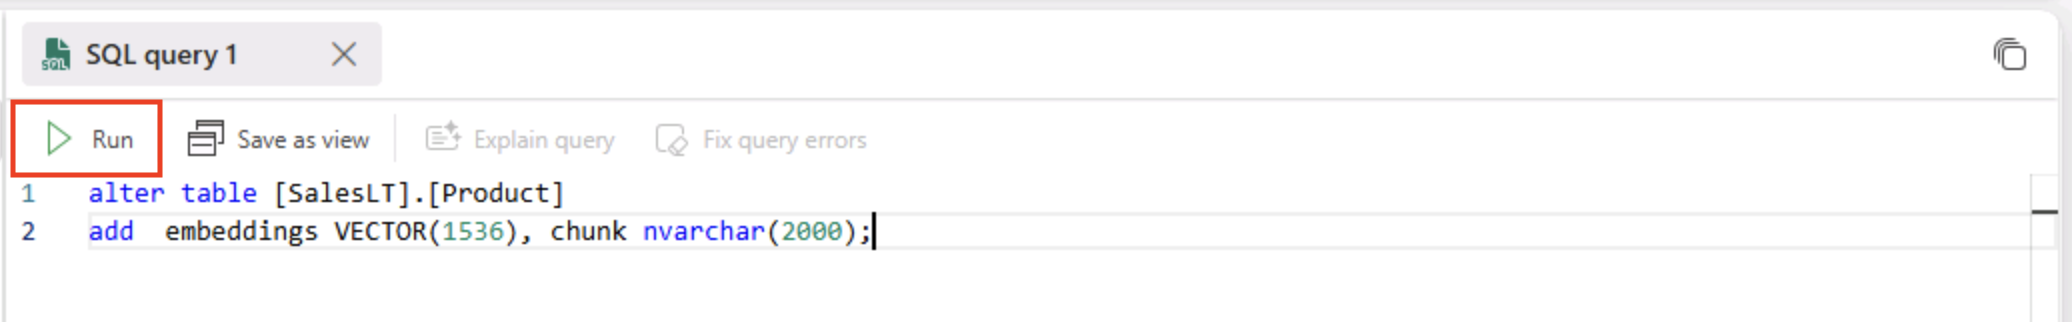 SQL query 1
Run Save as view Explain query Fix query errors
1 alter table [SalesLT].[Product]
2 add  embeddings VECTOR(1536), chunk nvarchar(2000);